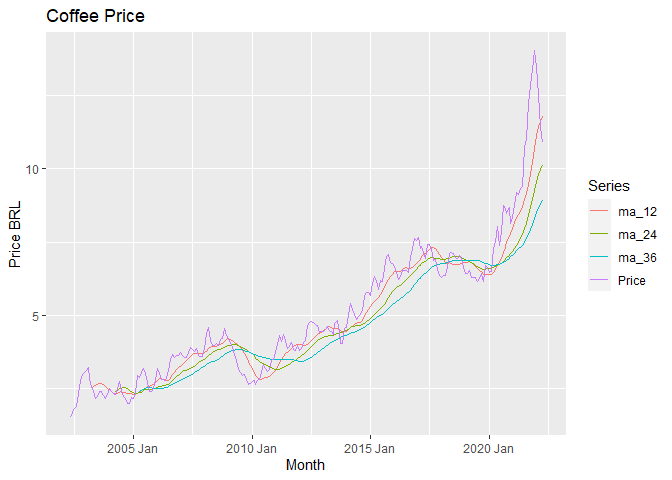 Coffee Price
Price BRL
10
5
2005 Jan
2010 Jan
2015 Jan
2020 Jan
Month
Series
ma_12
ma_24
ma_36
Price